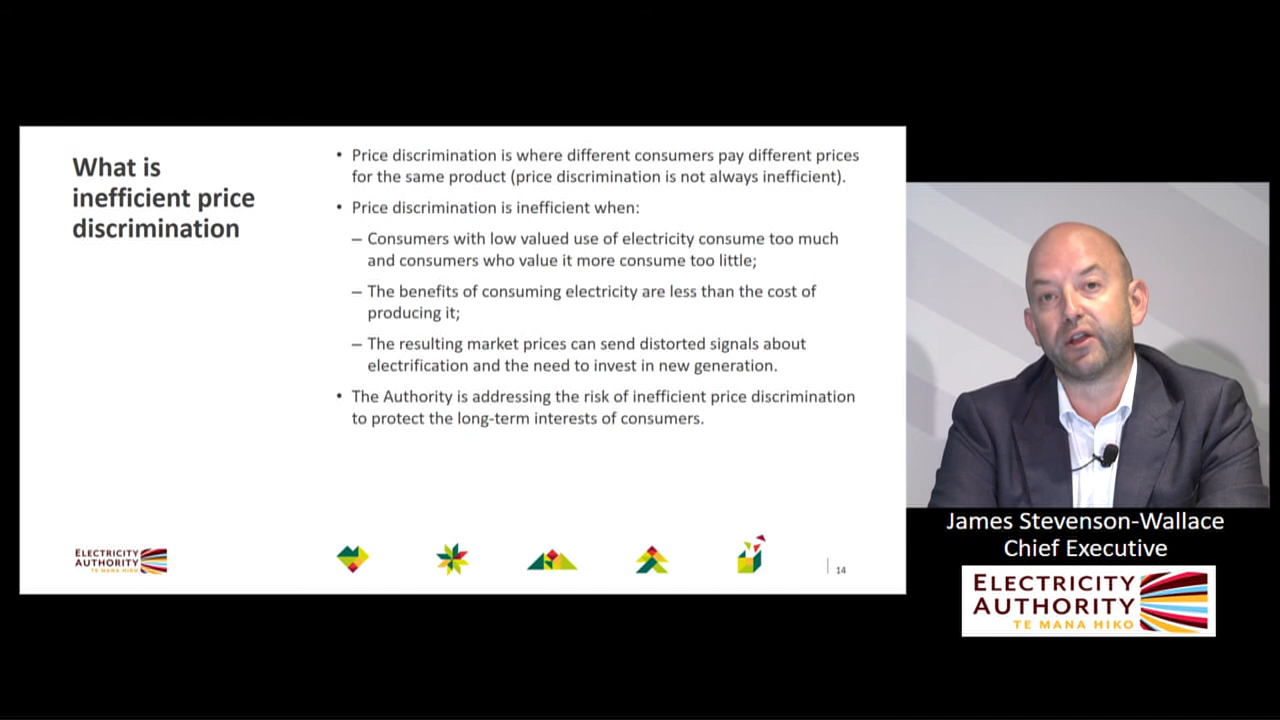 What is
inefficient price
discrimination
• Price discrimination is where different consumers pay different prices
for the same product (price discrimination is not always inefficient).
• Price discrimination is inefficient when:
– Consumers with low valued use of electricity consume too much
and consumers who value it more consume too little;
– The benefits of consuming electricity are less than the cost of
producing it;
– The resulting market prices can send distorted signals about
electrification and the need to invest in new generation.
• The Authority is addressing the risk of inefficient price discrimination
to protect the long-term interests of consumers.
ELECTRICITY
AUTHORITY
TE MANA HIKO
14
James Stevenson-Wallace
Chief Executive
ELECTRICITY
AUTHORITY
TE MANA HIKO